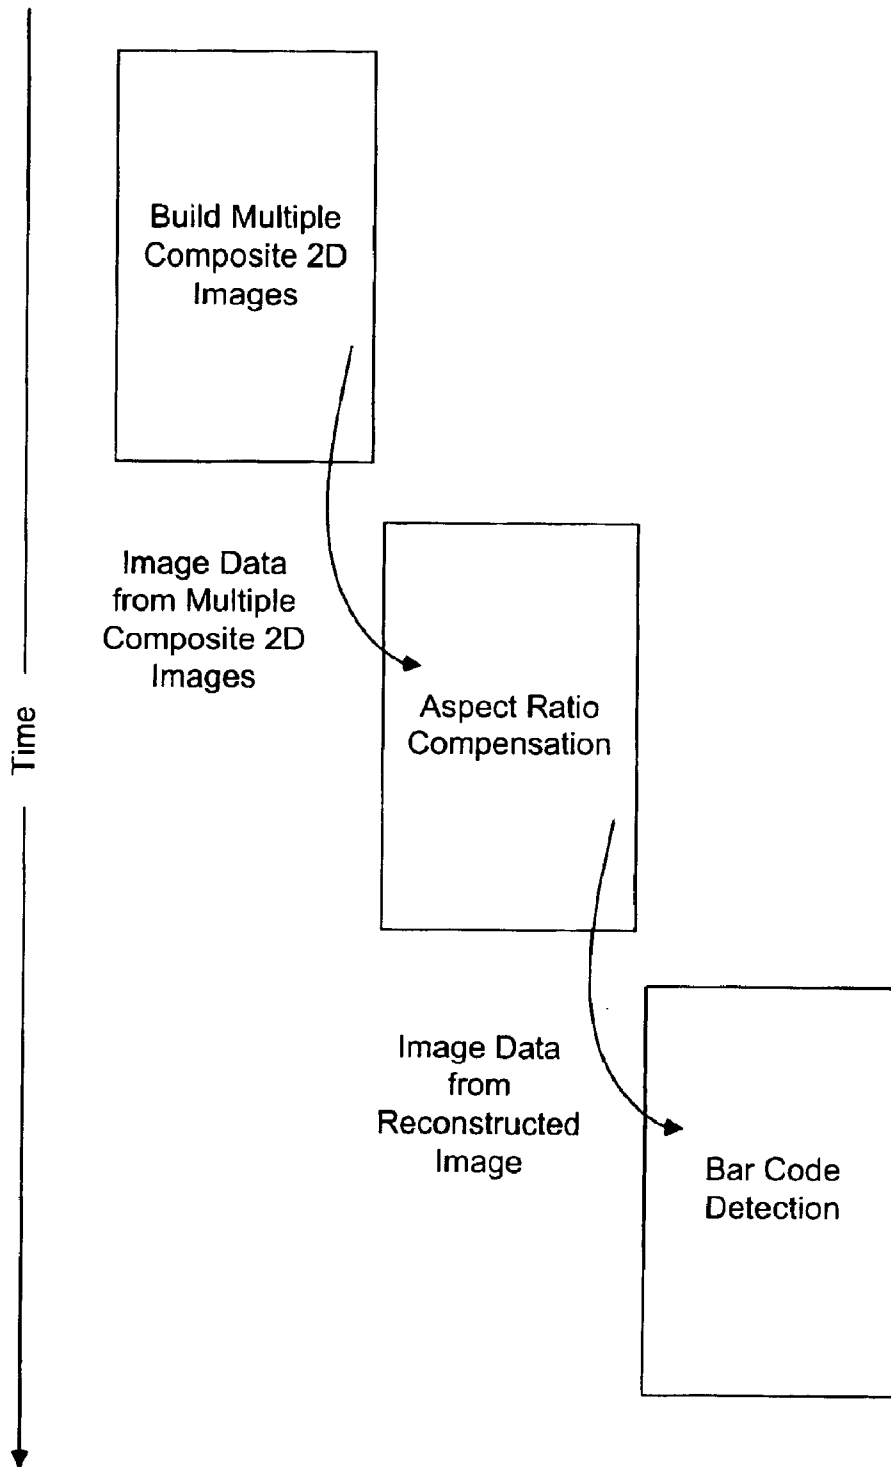 Build Multiple
Composite 2D
Images
Image Data
from Multiple
Composite 2D
Images
Time
Aspect Ratio
Compensation
Image Data
from
Reconstructed
Image
Bar Code
Detection